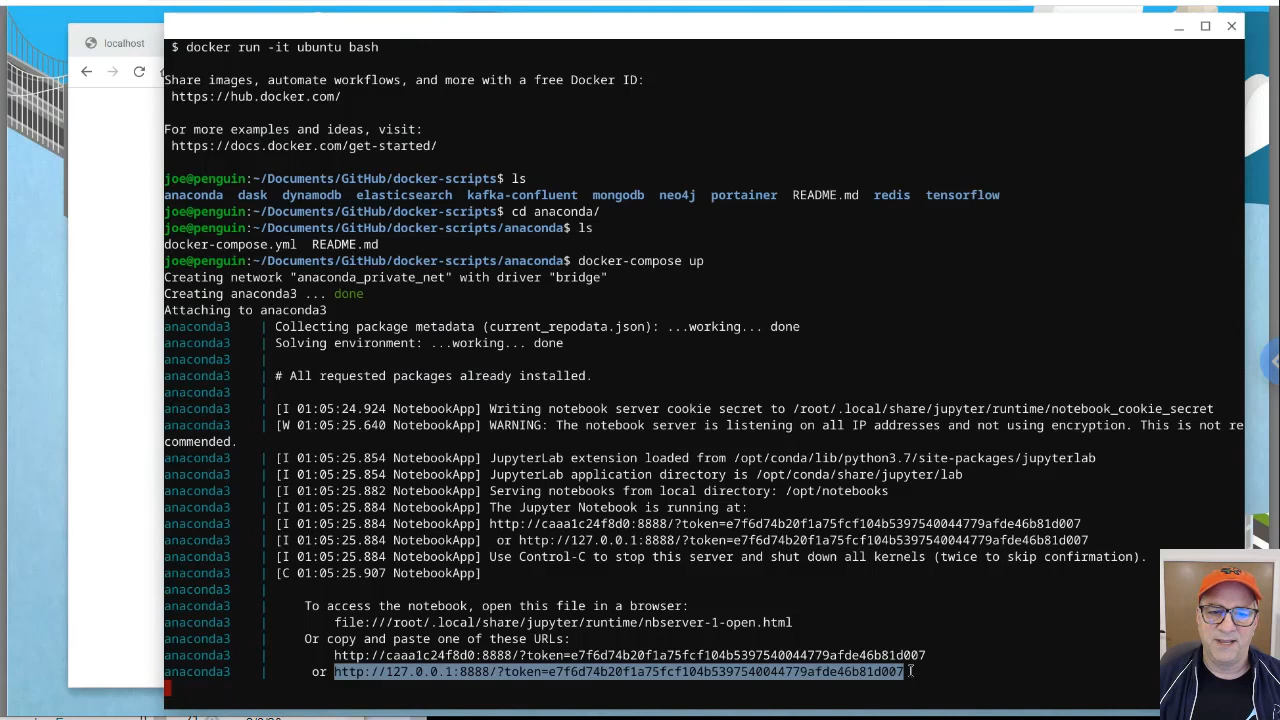 localhost
$ docker run -it ubuntu bash
Share images, automate workflows, and more with a free Docker ID:
https://hub.docker.com/
For more examples and ideas, visit:
https://docs.docker.com/get-started/
joe@penguin:~/Documents/GitHub/docker-scripts$ ls
anaconda dask dynamodb elasticsearch kafka-confluent mongodb neo4j portainer README.md redis tensorflow
joe@penguin:~/Documents/GitHub/docker-scripts$ cd anaconda/
joe@penguin:~/Documents/GitHub/docker-scripts/anaconda$ ls
docker-compose.yml README.md
joe@penguin:~/Documents/GitHub/docker-scripts/anaconda$ docker-compose up
Creating network "anaconda_private_net" with driver "bridge"
Creating anaconda3 ... done
Attaching to anaconda3
anaconda3 | Collecting package metadata (current_repodata.json): ...working... done
anaconda3 | Solving environment: ...working... done
anaconda3 |
anaconda3 | # All requested packages already installed.
anaconda3 |
anaconda3 | [I 01:05:24.924 NotebookApp] Writing notebook server cookie secret to /root/.local/share/jupyter/runtime/notebook_cookie_secret
anaconda3 | [W 01:05:25.640 NotebookApp] WARNING: The notebook server is listening on all IP addresses and not using encryption. This is not re
commended.
anaconda3 | [I 01:05:25.854 NotebookApp] JupyterLab extension loaded from /opt/conda/lib/python3.7/site-packages/jupyterlab
anaconda3 | [I 01:05:25.854 NotebookApp] JupyterLab application directory is /opt/conda/share/jupyter/lab
anaconda3 | [I 01:05:25.882 NotebookApp] Serving notebooks from local directory: /opt/notebooks
anaconda3 | [I 01:05:25.884 NotebookApp] The Jupyter Notebook is running at:
anaconda3 | [I 01:05:25.884 NotebookApp] http://caaa1c24f8d0:8888/?token=e7f6d74b20f1a75fcf104b5397540044779afde46b81d007
anaconda3 | [I 01:05:25.884 NotebookApp] or http://127.0.0.1:8888/?token=e7f6d74b20f1a75fcf104b5397540044779afde46b81d007
anaconda3 | [I 01:05:25.884 NotebookApp] Use Control-C to stop this server and shut down all kernels (twice to skip confirmation).
anaconda3 | [C 01:05:25.907 NotebookApp]
anaconda3 |
anaconda3 | To access the notebook, open this file in a browser:
anaconda3 | file:///root/.local/share/jupyter/runtime/nbserver-1-open.html
anaconda3 | Or copy and paste one of these URLs:
anaconda3 | http://caaa1c24f8d0:8888/?token=e7f6d74b20f1a75fcf104b5397540044779afde46b81d007
anaconda3 | or http://127.0.0.1:8888/?token=e7f6d74b20f1a75fcf104b5397540044779afde46b81d007